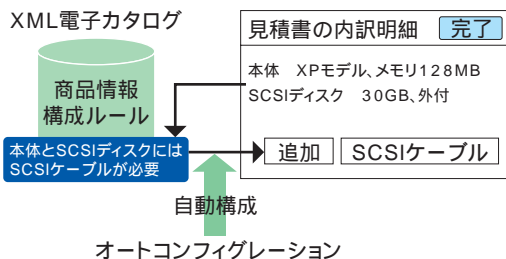 XML電子カタログ
商品情報
構成ルール
本体とSCSIディスクには
SCSIケーブルが必要
見積書の内訳明細 完了
本体 XPモデル、メモリ128MB
SCSIディスク 30GB、外付
追加 SCSIケーブル
自動構成
オートコンフィグレーション